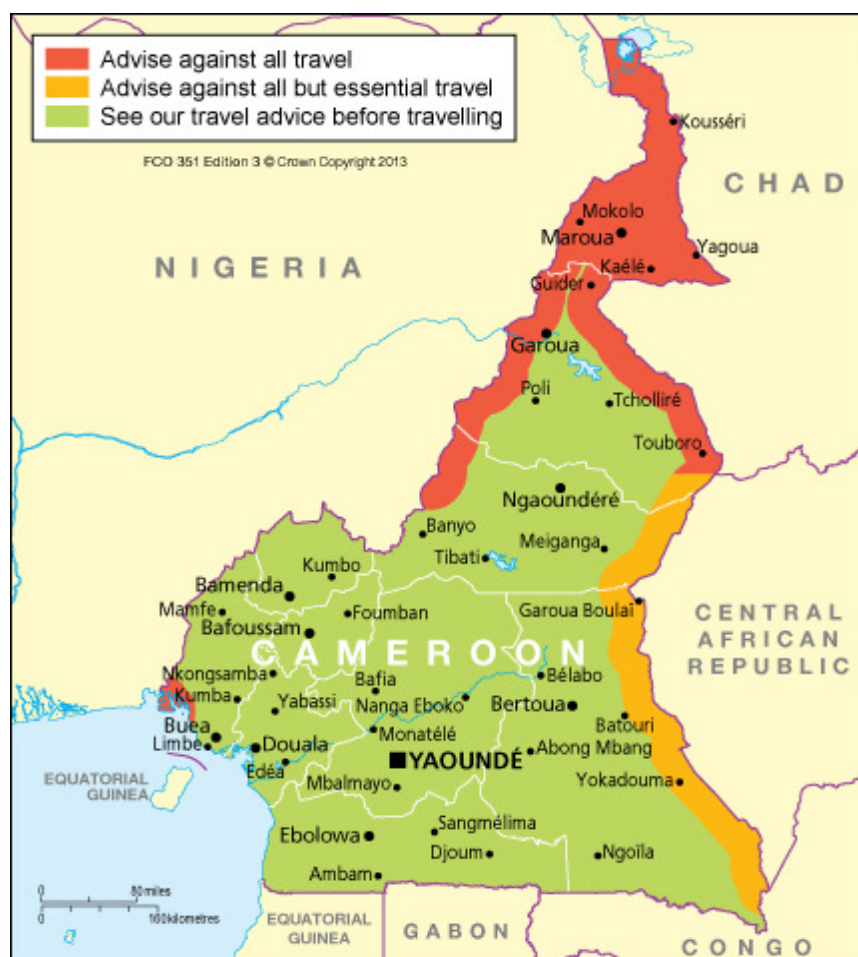 Advise against all travel
Advise against all but essential travel
See our travel advice before travelling
FCO 351 Edition 3 © Crown Copyright 2013
Kousséri
CHAD
Mokolo
Maroua
Yagoua
NIGERIA
Kaélé
Guider
Garoua
Poli
Tcholliré
Touboro
Ngaoundéré
Banyo
Meiganga
Tibati
Kumbo
Bamenda
Mamfe
Foumban
Garoua Boulaï
CENTRAL
AFRICAN
REPUBLIC
Bafoussam
CAMEROON
Nkongsamba
Bafia
Bélabo
Kumba
Yabassi
Nanga Eboko
Bertoua
Buea
Monatélé
Batouri
Limbe
Douala
Abong Mbang
YAOUNDÉ
Edéa
EQUATORIAL
GUINEA
Mbalmayo
Yokadouma
Sangmélima
Ebolowa
Djoum
Ngoïla
Ambam
0 80 miles
0 160 kilometres
EQUATORIAL
GUINEA
GABON
CONGO